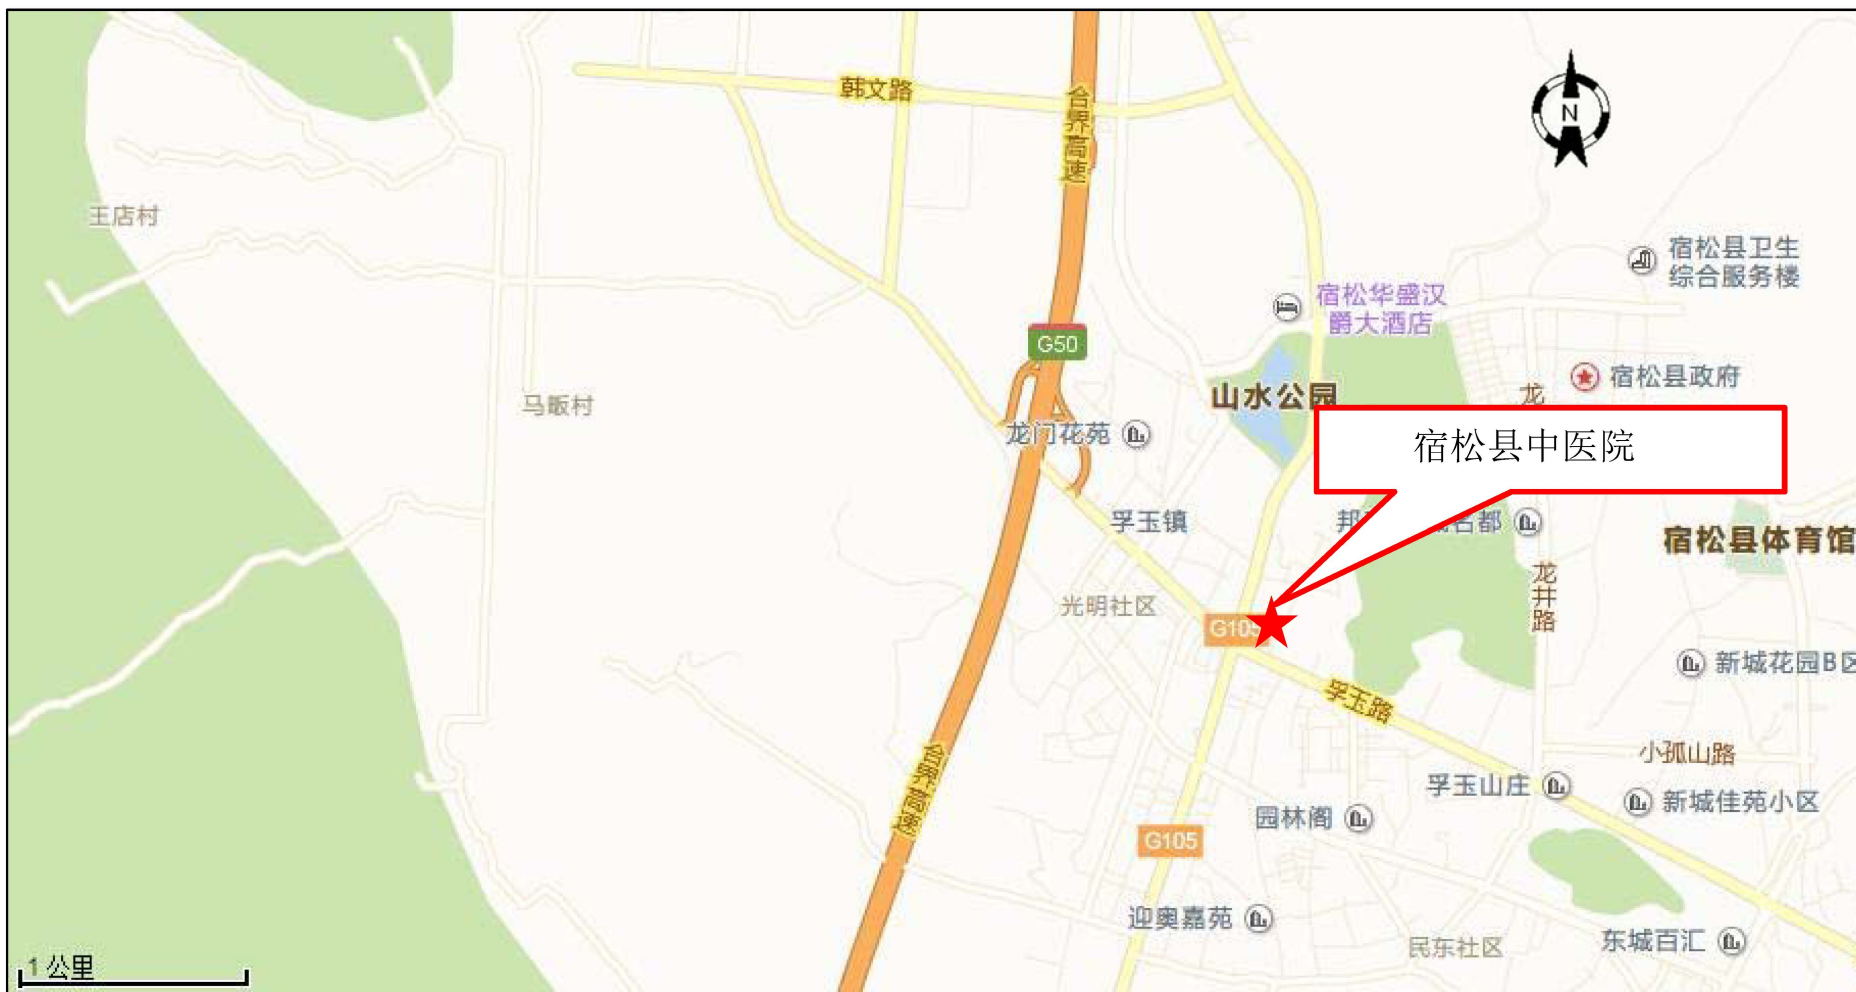 韩文路
合界高速
N
王店村
宿松县卫生
综合服务楼
宿松华盛汉
爵大酒店
G50
宿松县政府
山水公园
龙
马畈村
龙门花苑
宿松县中医院
孚玉镇
邦
名都
宿松县体育馆
龙井路
光明社区
G105
新城花园B区
孚玉路
小孤山路
合界高速
孚玉山庄
新城佳苑小区
园林阁
G105
迎奥嘉苑
民东社区
东城百汇
1 公里